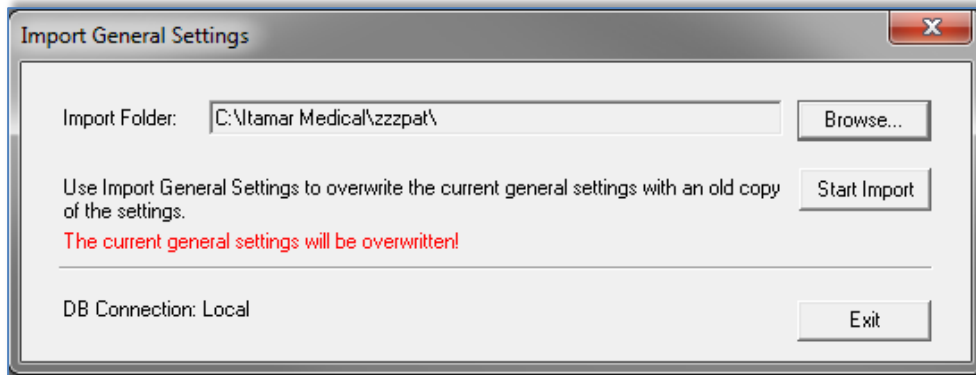 Import General Settings
X
Import Folder: C:\Itamar Medical\zzzpat\ Browse...
Use Import General Settings to overwrite the current general settings with an old copy Start Import
of the settings.
The current general settings will be overwritten!
DB Connection: Local
Exit